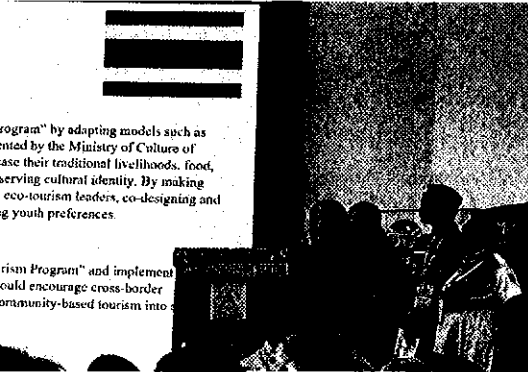 rogram" by adapting models such as
ented by the Ministry of Culture of
ase their traditional livelihoods, food,
serving cultural identity. By making
eco-tourism leaders, co-designing and
ng youth preferences.
rism Program" and implement
ould encourage cross-border
ommunity-based tourism into s